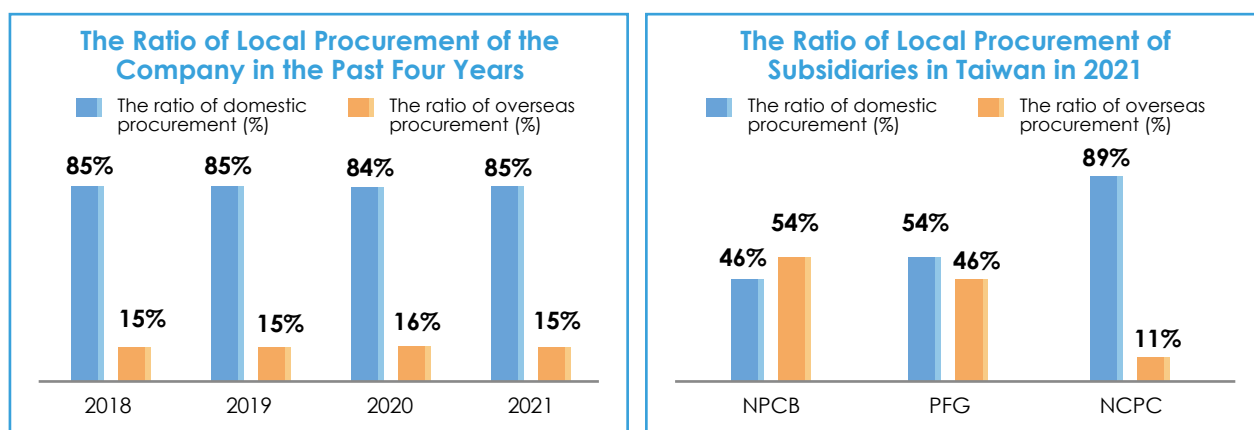 The Ratio of Local Procurement of the
Company in the Past Four Years
The ratio of domestic
procurement (%)
The ratio of overseas
procurement (%)
85%
15%
85%
15%
84%
16%
85%
15%
2018
2019
2020
2021
The Ratio of Local Procurement of
Subsidiaries in Taiwan in 2021
The ratio of domestic
procurement (%)
The ratio of overseas
procurement (%)
46%
54%
54%
46%
89%
11%
NPCB
PFG
NCPC